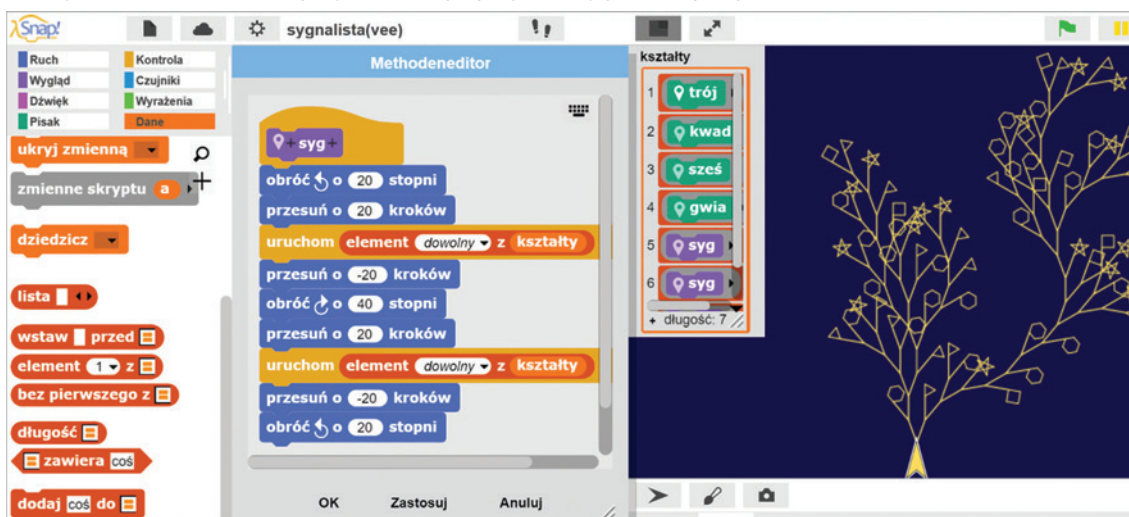 Snap!
sygnalista(vee)
Ruch
Kontrola
Wygląd
Czujniki
Dźwięk
Wyrażenia
Pisak
Dane
ukryj zmienną
zmienne skryptu a
dziedzicz
lista
wstaw przed
element 1 z
bez pierwszego z
długość
zawiera coś
dodaj coś do
Methodeneditor
+ syg +
obróć o 20 stopni
przesuń o 20 kroków
uruchom element dowolny z kształty
przesuń o -20 kroków
obróć o 40 stopni
przesuń o 20 kroków
uruchom element dowolny z kształty
przesuń o -20 kroków
obróć o 20 stopni
OK Zastosuj Anuluj
kształty
1 trój
2 kwad
3 sześ
4 gwia
5 syg
6 syg
+ długość: 7